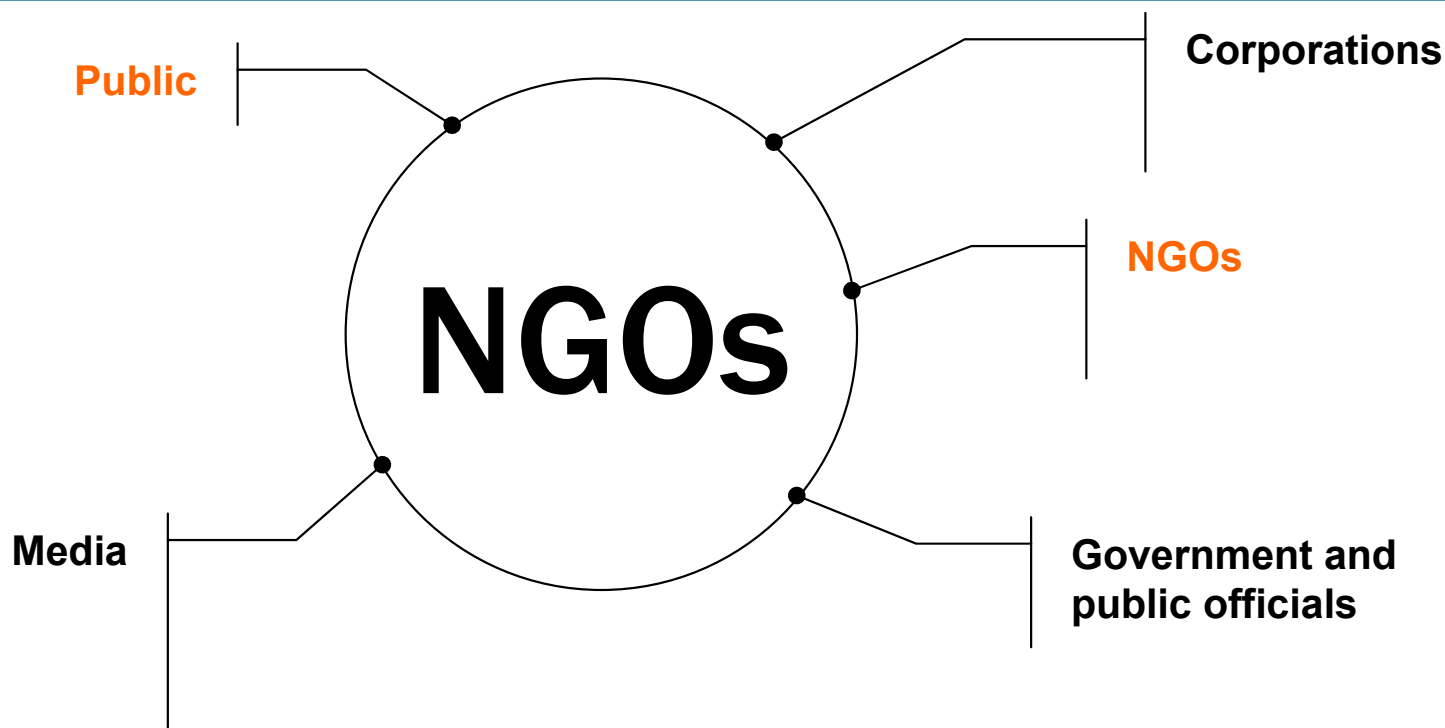 Public
Corporations
NGOs
NGOs
Media
Government and
public officials